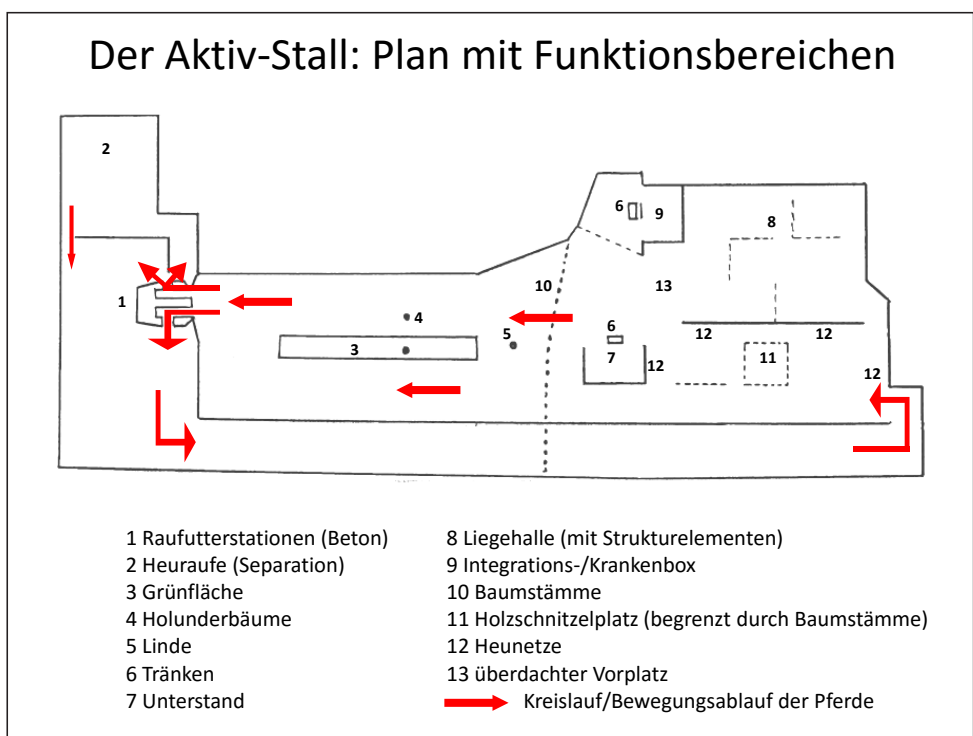 Der Aktiv-Stall: Plan mit Funktionsbereichen
2
6
9
8
10
13
1
4
5
6
12
12
3
7
12
11
12
1 Raufutterstationen (Beton)
2 Heuraufe (Separation)
3 Grünfläche
4 Holunderbäume
5 Linde
6 Tränken
7 Unterstand
8 Liegehalle (mit Strukturelementen)
9 Integrations-/Krankenbox
10 Baumstämme
11 Holzschnitzelplatz (begrenzt durch Baumstämme)
12 Heunetze
13 überdachter Vorplatz
Kreislauf/Bewegungsablauf der Pferde